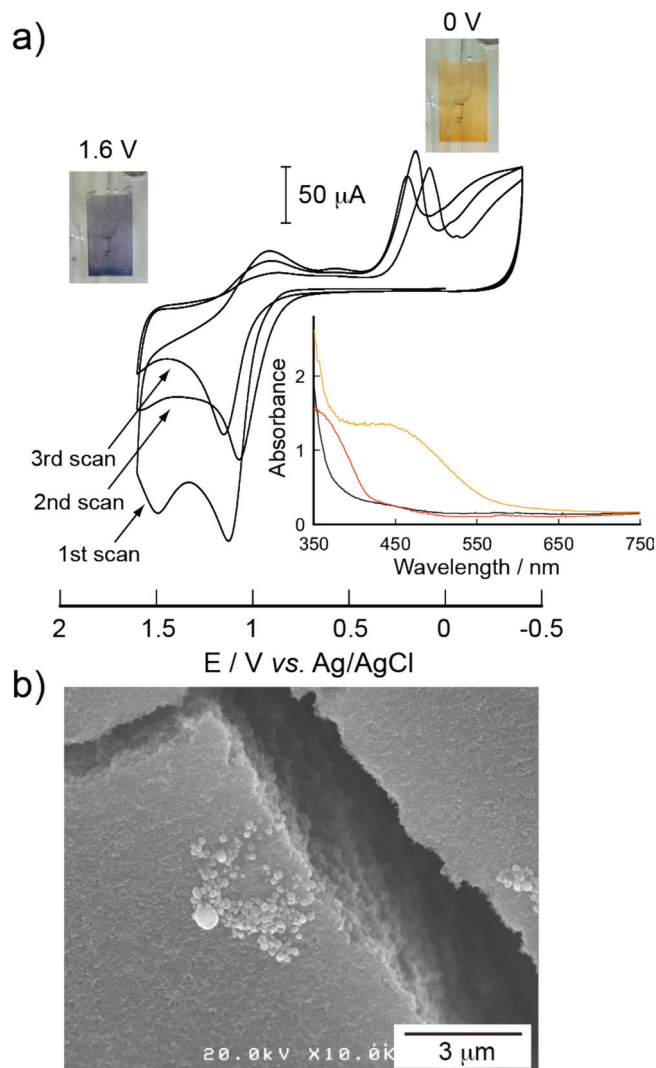 a)
0 V
1.6 V
50 μA
3rd scan
2nd scan
1st scan
Absorbance
2
1
0
350
450
550
650
750
Wavelength / nm
2
1.5
1
0.5
0
-0.5
E / V vs. Ag/AgCl
b)
20.0kV X10.0K
3 μm